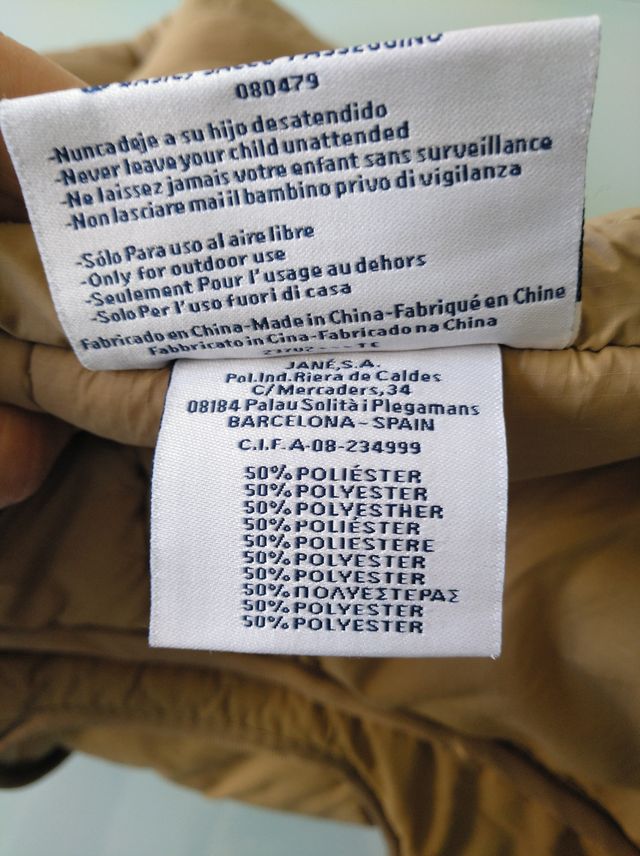 080479
-Nunca deje a su hijo desatendido
-Never leave your child unattended
-Ne laissez jamais votre enfant sans surveillance
-Non lasciare mai il bambino privo di vigilanza
-Sólo Para uso al aire libre
-Only for outdoor use
-Seulement Pour l'usage au dehors
-Solo Per l'uso fuori di casa
Fabricado en China-Made in China-Fabriqué en Chine
Fabbricato in Cina-Fabricado na China
JANÉ,S.A.
Pol.Ind.Riera de Caldes
C/Mercaders,34
08184 Palau Solità i Plegamans
BARCELONA-SPAIN
C.I.F.A-08-234999
50%POLIÉSTER
50%POLYESTER
50%POLYESTHER
50%POLIÉSTER
50%POLIESTERE
50%POLYESTER
50%POLYESTER
50%ΠΟΛΥΕΣΤΕΡΑΣ
50%POLYESTER
50%POLYESTER